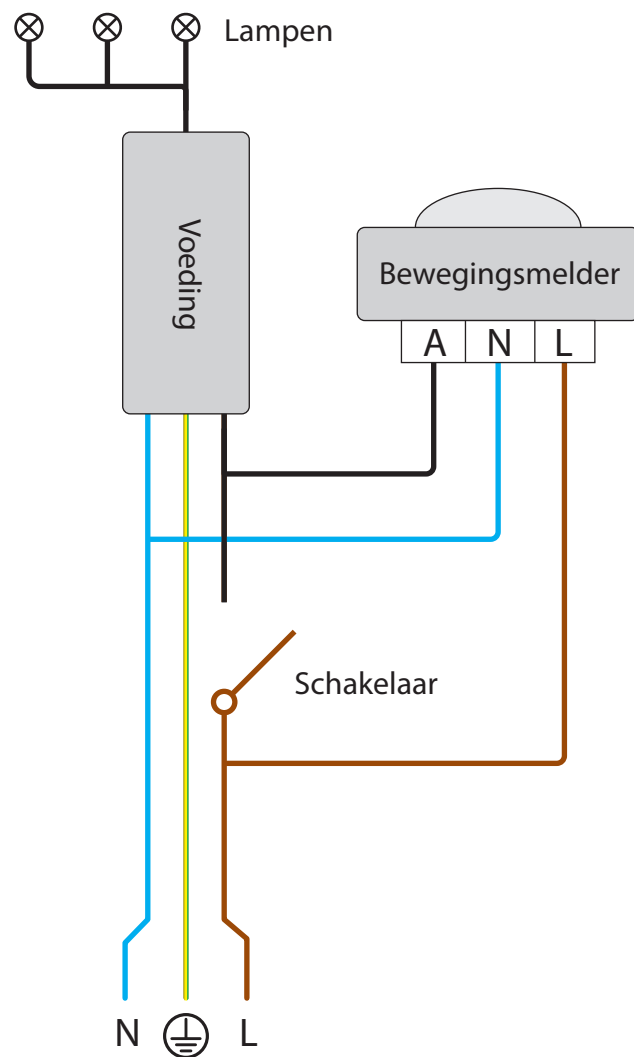 Lampen
Voeding
Bewegingsmelder
A N L
Schakelaar
N L